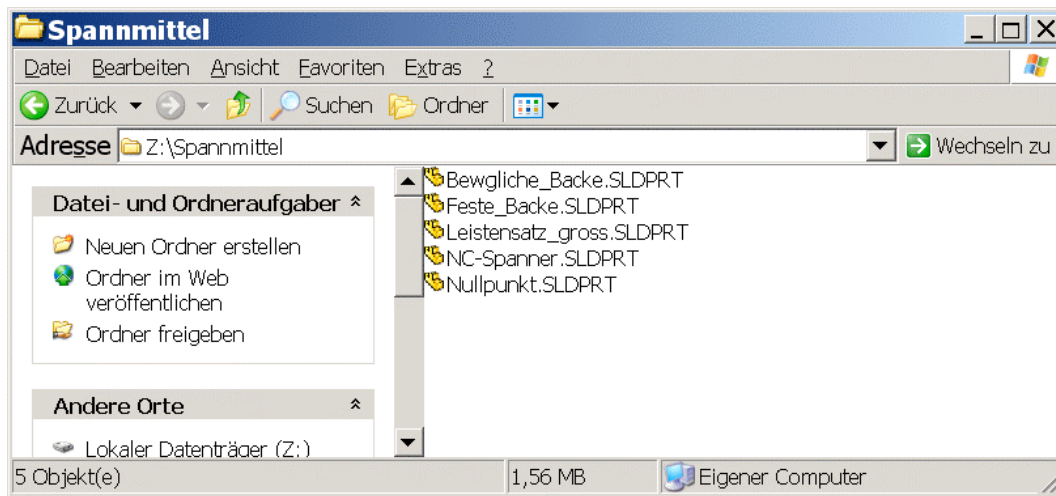 Spannmittel
Datei Bearbeiten Ansicht Favoriten Extras ?
Zurück Suchen Ordner
Adresse Z:\Spannmittel Wechseln zu
Datei- und Ordneraufgaber
Neuen Ordner erstellen
Ordner im Web
veröffentlichen
Ordner freigeben
Andere Orte
Lokaler Datenträger (Z:)
Bewgliche_Backe.SLDPRT
Feste_Backe.SLDPRT
Leistensatz_gross.SLDPRT
NC-Spanner.SLDPRT
Nullpunkt.SLDPRT
5 Objekt(e) 1,56 MB Eigener Computer